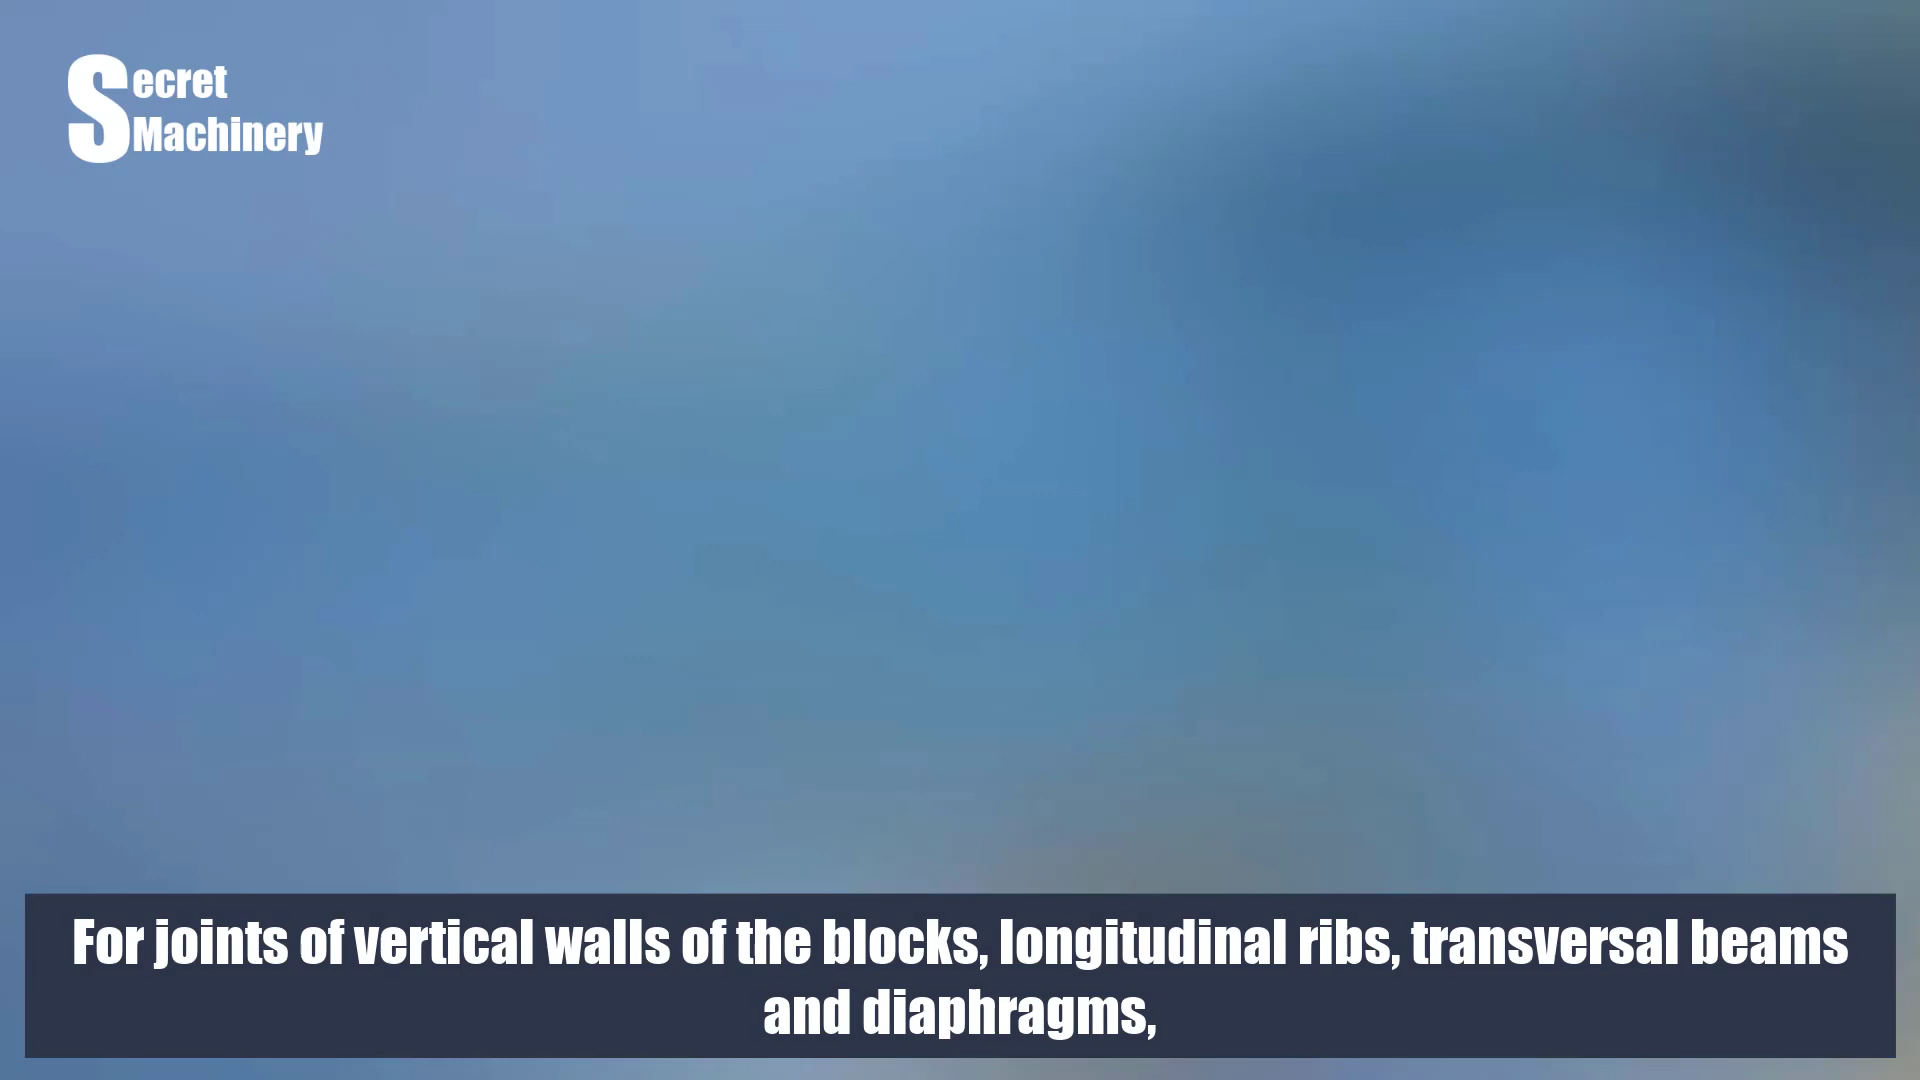 Secret
Machinery
For joints of vertical walls of the blocks, longitudinal ribs, transversal beams
and diaphragms,